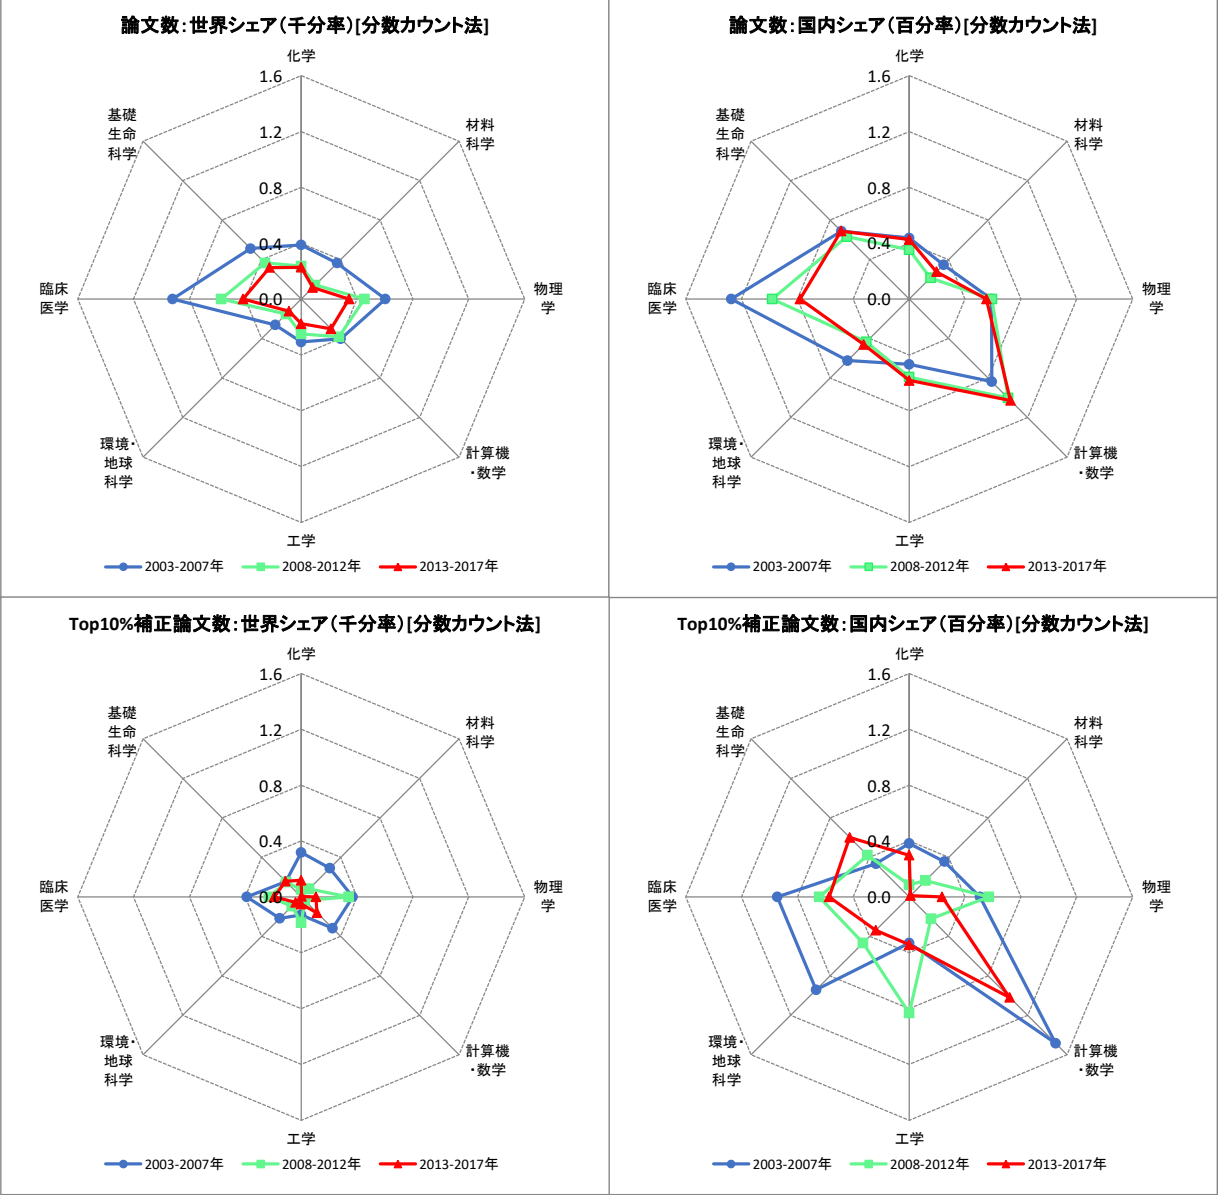 論文数：世界シェア（千分率）[分数カウント法]
化学
1.6
1.2
0.8
0.4
0.0
材料
科学
物理
学
計算機
・数学
工学
環境・
地球
科学
臨床
医学
基礎
生命
科学
2003-2007年 2008-2012年 2013-2017年
論文数：国内シェア（百分率）[分数カウント法]
化学
1.6
1.2
0.8
0.4
0.0
材料
科学
物理
学
計算機
・数学
工学
環境・
地球
科学
臨床
医学
基礎
生命
科学
2003-2007年 2008-2012年 2013-2017年
Top10%補正論文数：世界シェア（千分率）[分数カウント法]
化学
1.6
1.2
0.8
0.4
0.0
材料
科学
物理
学
計算機
・数学
工学
環境・
地球
科学
臨床
医学
基礎
生命
科学
2003-2007年 2008-2012年 2013-2017年
Top10%補正論文数：国内シェア（百分率）[分数カウント法]
化学
1.6
1.2
0.8
0.4
0.0
材料
科学
物理
学
計算機
・数学
工学
環境・
地球
科学
臨床
医学
基礎
生命
科学
2003-2007年 2008-2012年 2013-2017年